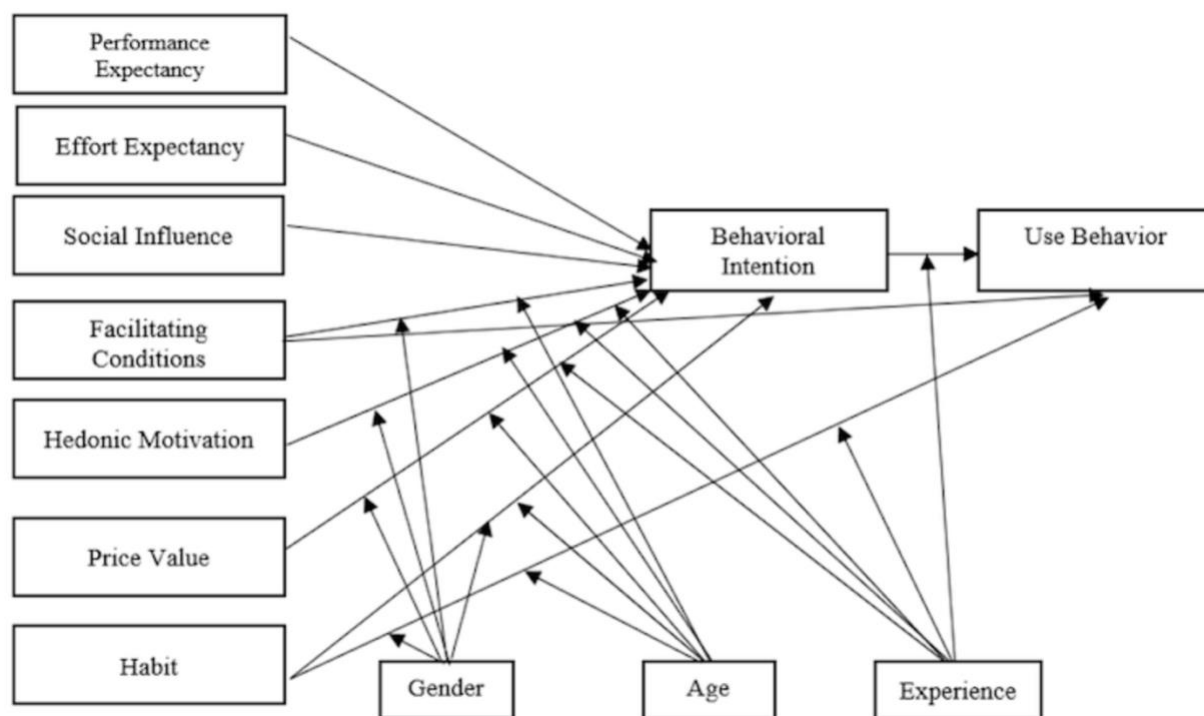 Performance
Expectancy
Effort Expectancy
Social Influence
Behavioral
Intention
Use Behavior
Facilitating
Conditions
Hedonic Motivation
Price Value
Habit
Gender
Age
Experience